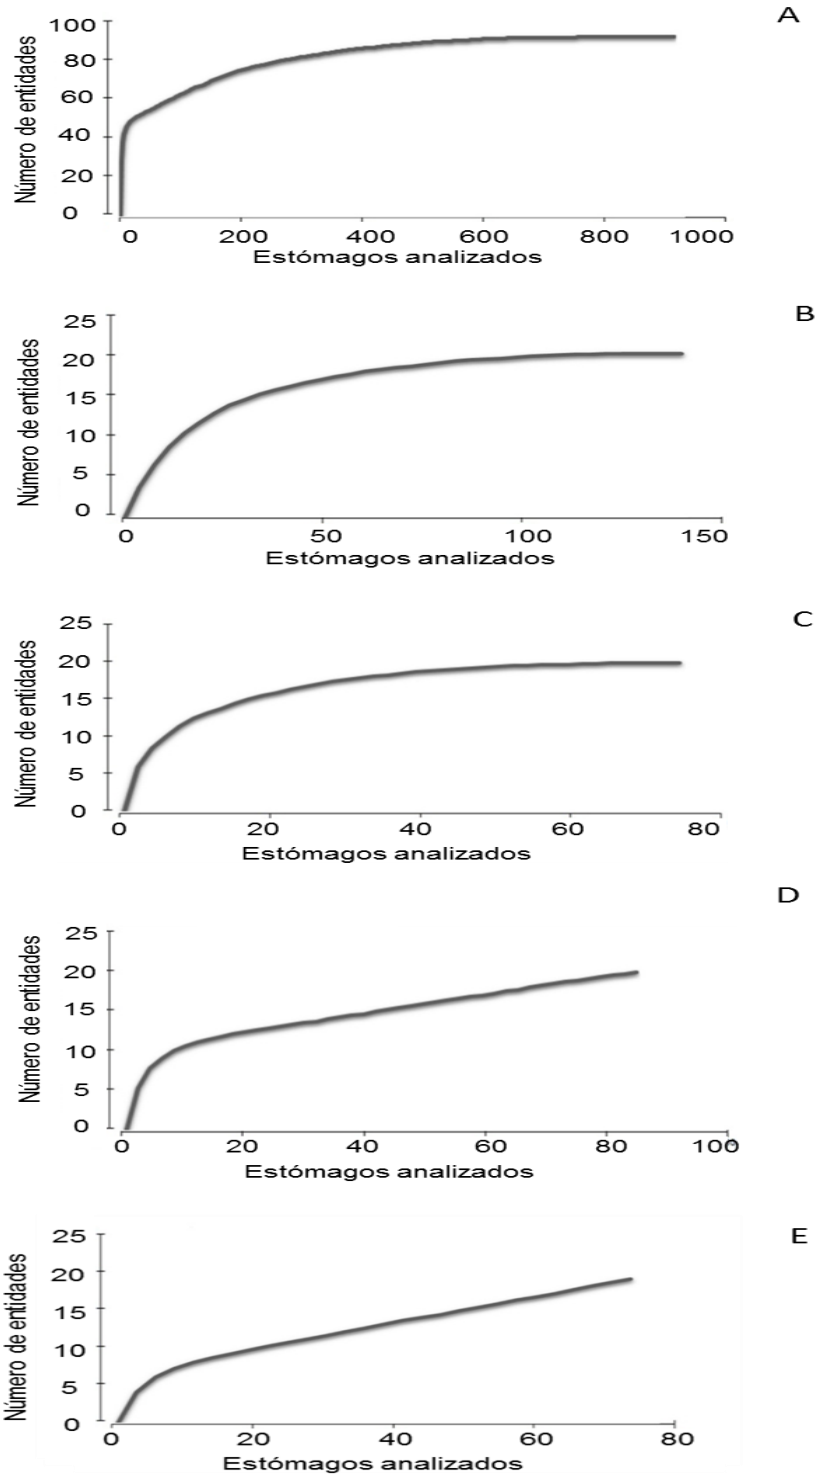 A
Número de entidades
100
80
60
40
20
0
0 200 400 600 800 1000
Estómagos analizados
B
Número de entidades
25
20
15
10
5
0
0 50 100 150
Estómagos analizados
C
Número de entidades
25
20
15
10
5
0
0 20 40 60 80
Estómagos analizados
D
Número de entidades
25
20
15
10
5
0
0 20 40 60 80 100
Estómagos analizados
E
Número de entidades
25
20
15
10
5
0
0 20 40 60 80
Estómagos analizados